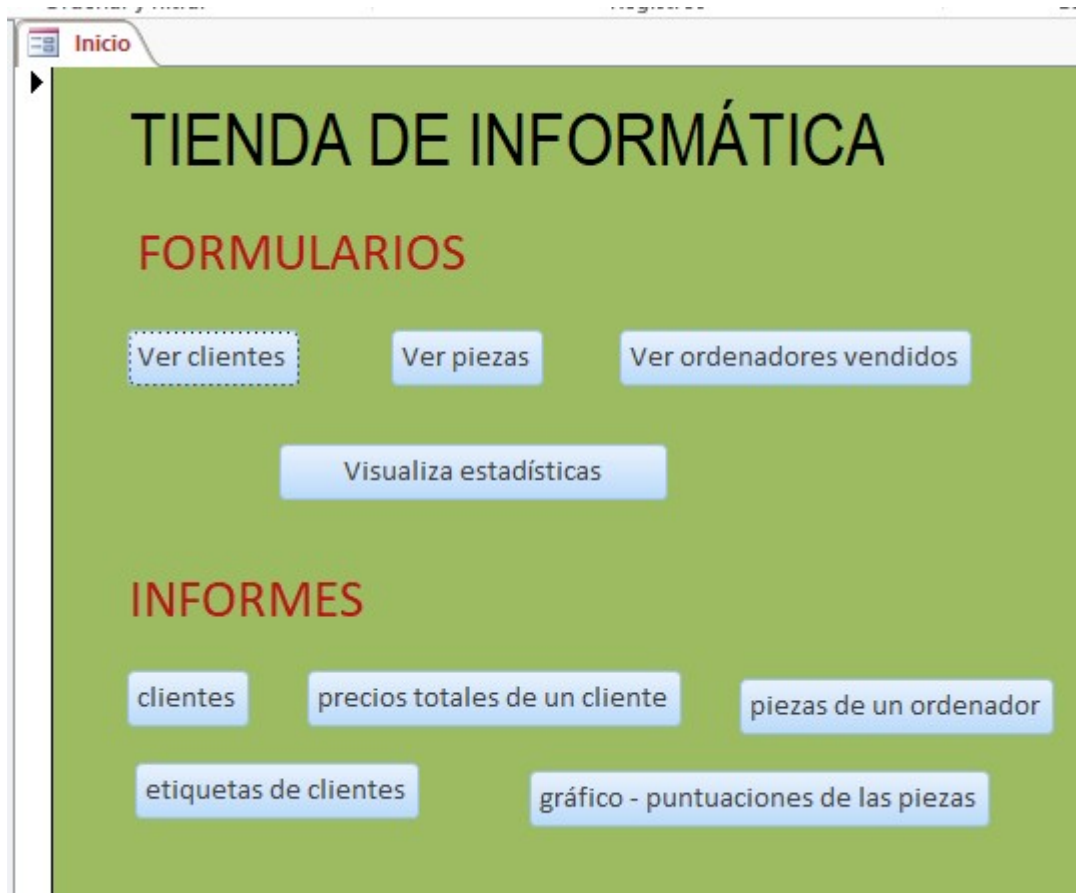 Inicio
TIENDA DE INFORMÁTICA
FORMULARIOS
Ver clientes
Ver piezas
Ver ordenadores vendidos
Visualiza estadísticas
INFORMES
clientes
precios totales de un cliente
piezas de un ordenador
etiquetas de clientes
gráfico - puntuaciones de las piezas